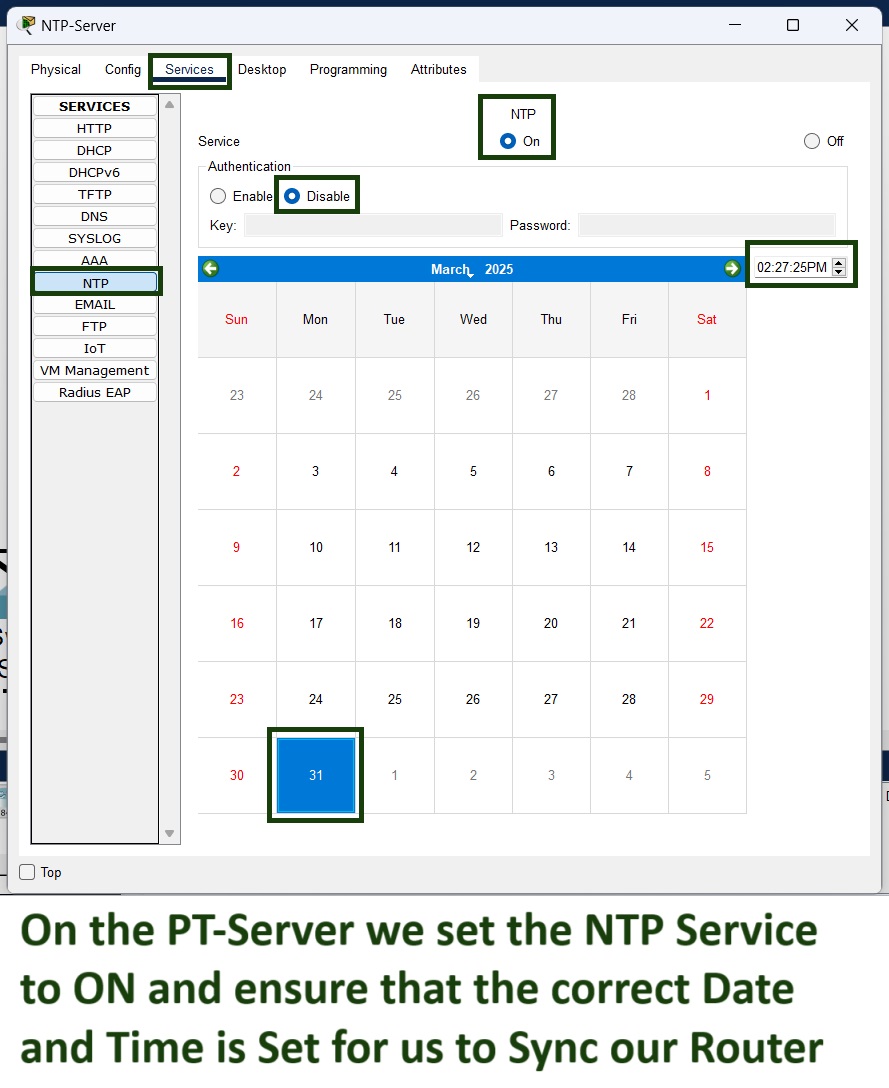 NTP-Server
Physical Config Services Desktop Programming Attributes
SERVICES
HTTP
DHCP
DHCPv6
TFTP
DNS
SYSLOG
AAA
NTP
EMAIL
FTP
IoT
VM Management
Radius EAP
NTP
Service On Off
Authentication
Enable Disable
Key: Password:
March 2025 02:27:25PM
Sun Mon Tue Wed Thu Fri Sat
23 24 25 26 27 28 1
2 3 4 5 6 7 8
9 10 11 12 13 14 15
16 17 18 19 20 21 22
23 24 25 26 27 28 29
30 31 1 2 3 4 5
Top
On the PT-Server we set the NTP Service
to ON and ensure that the correct Date
and Time is Set for us to Sync our Router